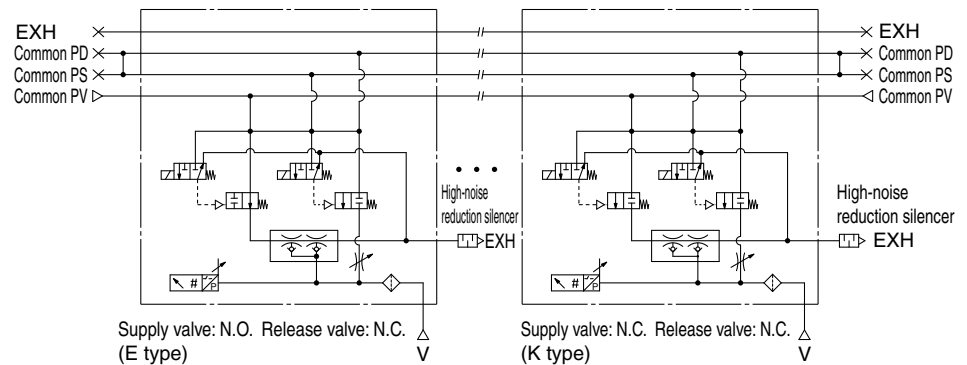 EXH
Common PD
Common PS
Common PV
EXH
Common PD
Common PS
Common PV
High-noise
reduction silencer
EXH
High-noise
reduction silencer
EXH
# P
# P
Supply valve: N.O. Release valve: N.C.
(E type)
V
Supply valve: N.C. Release valve: N.C.
(K type)
V